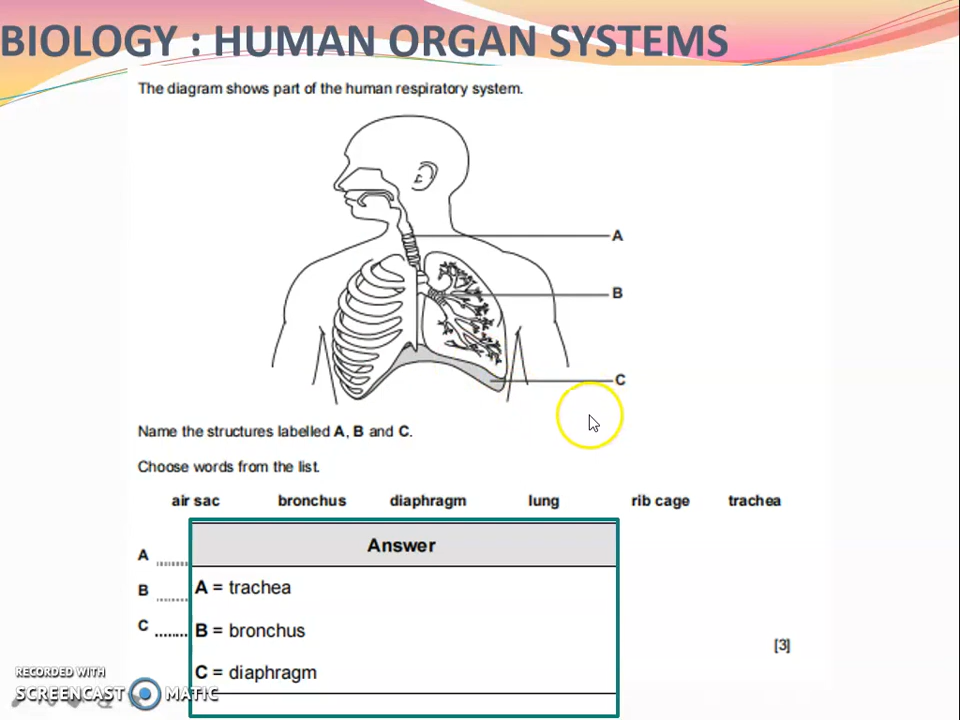 BIOLOGY : HUMAN ORGAN SYSTEMS
The diagram shows part of the human respiratory system.
A
B
C
Name the structures labelled A, B and C.
Choose words from the list.
air sac bronchus diaphragm lung rib cage trachea
Answer
A ........
A = trachea
B ........
B = bronchus
C ........
C = diaphragm
[3]
RECORDED WITH
SCREENCAST MATIC